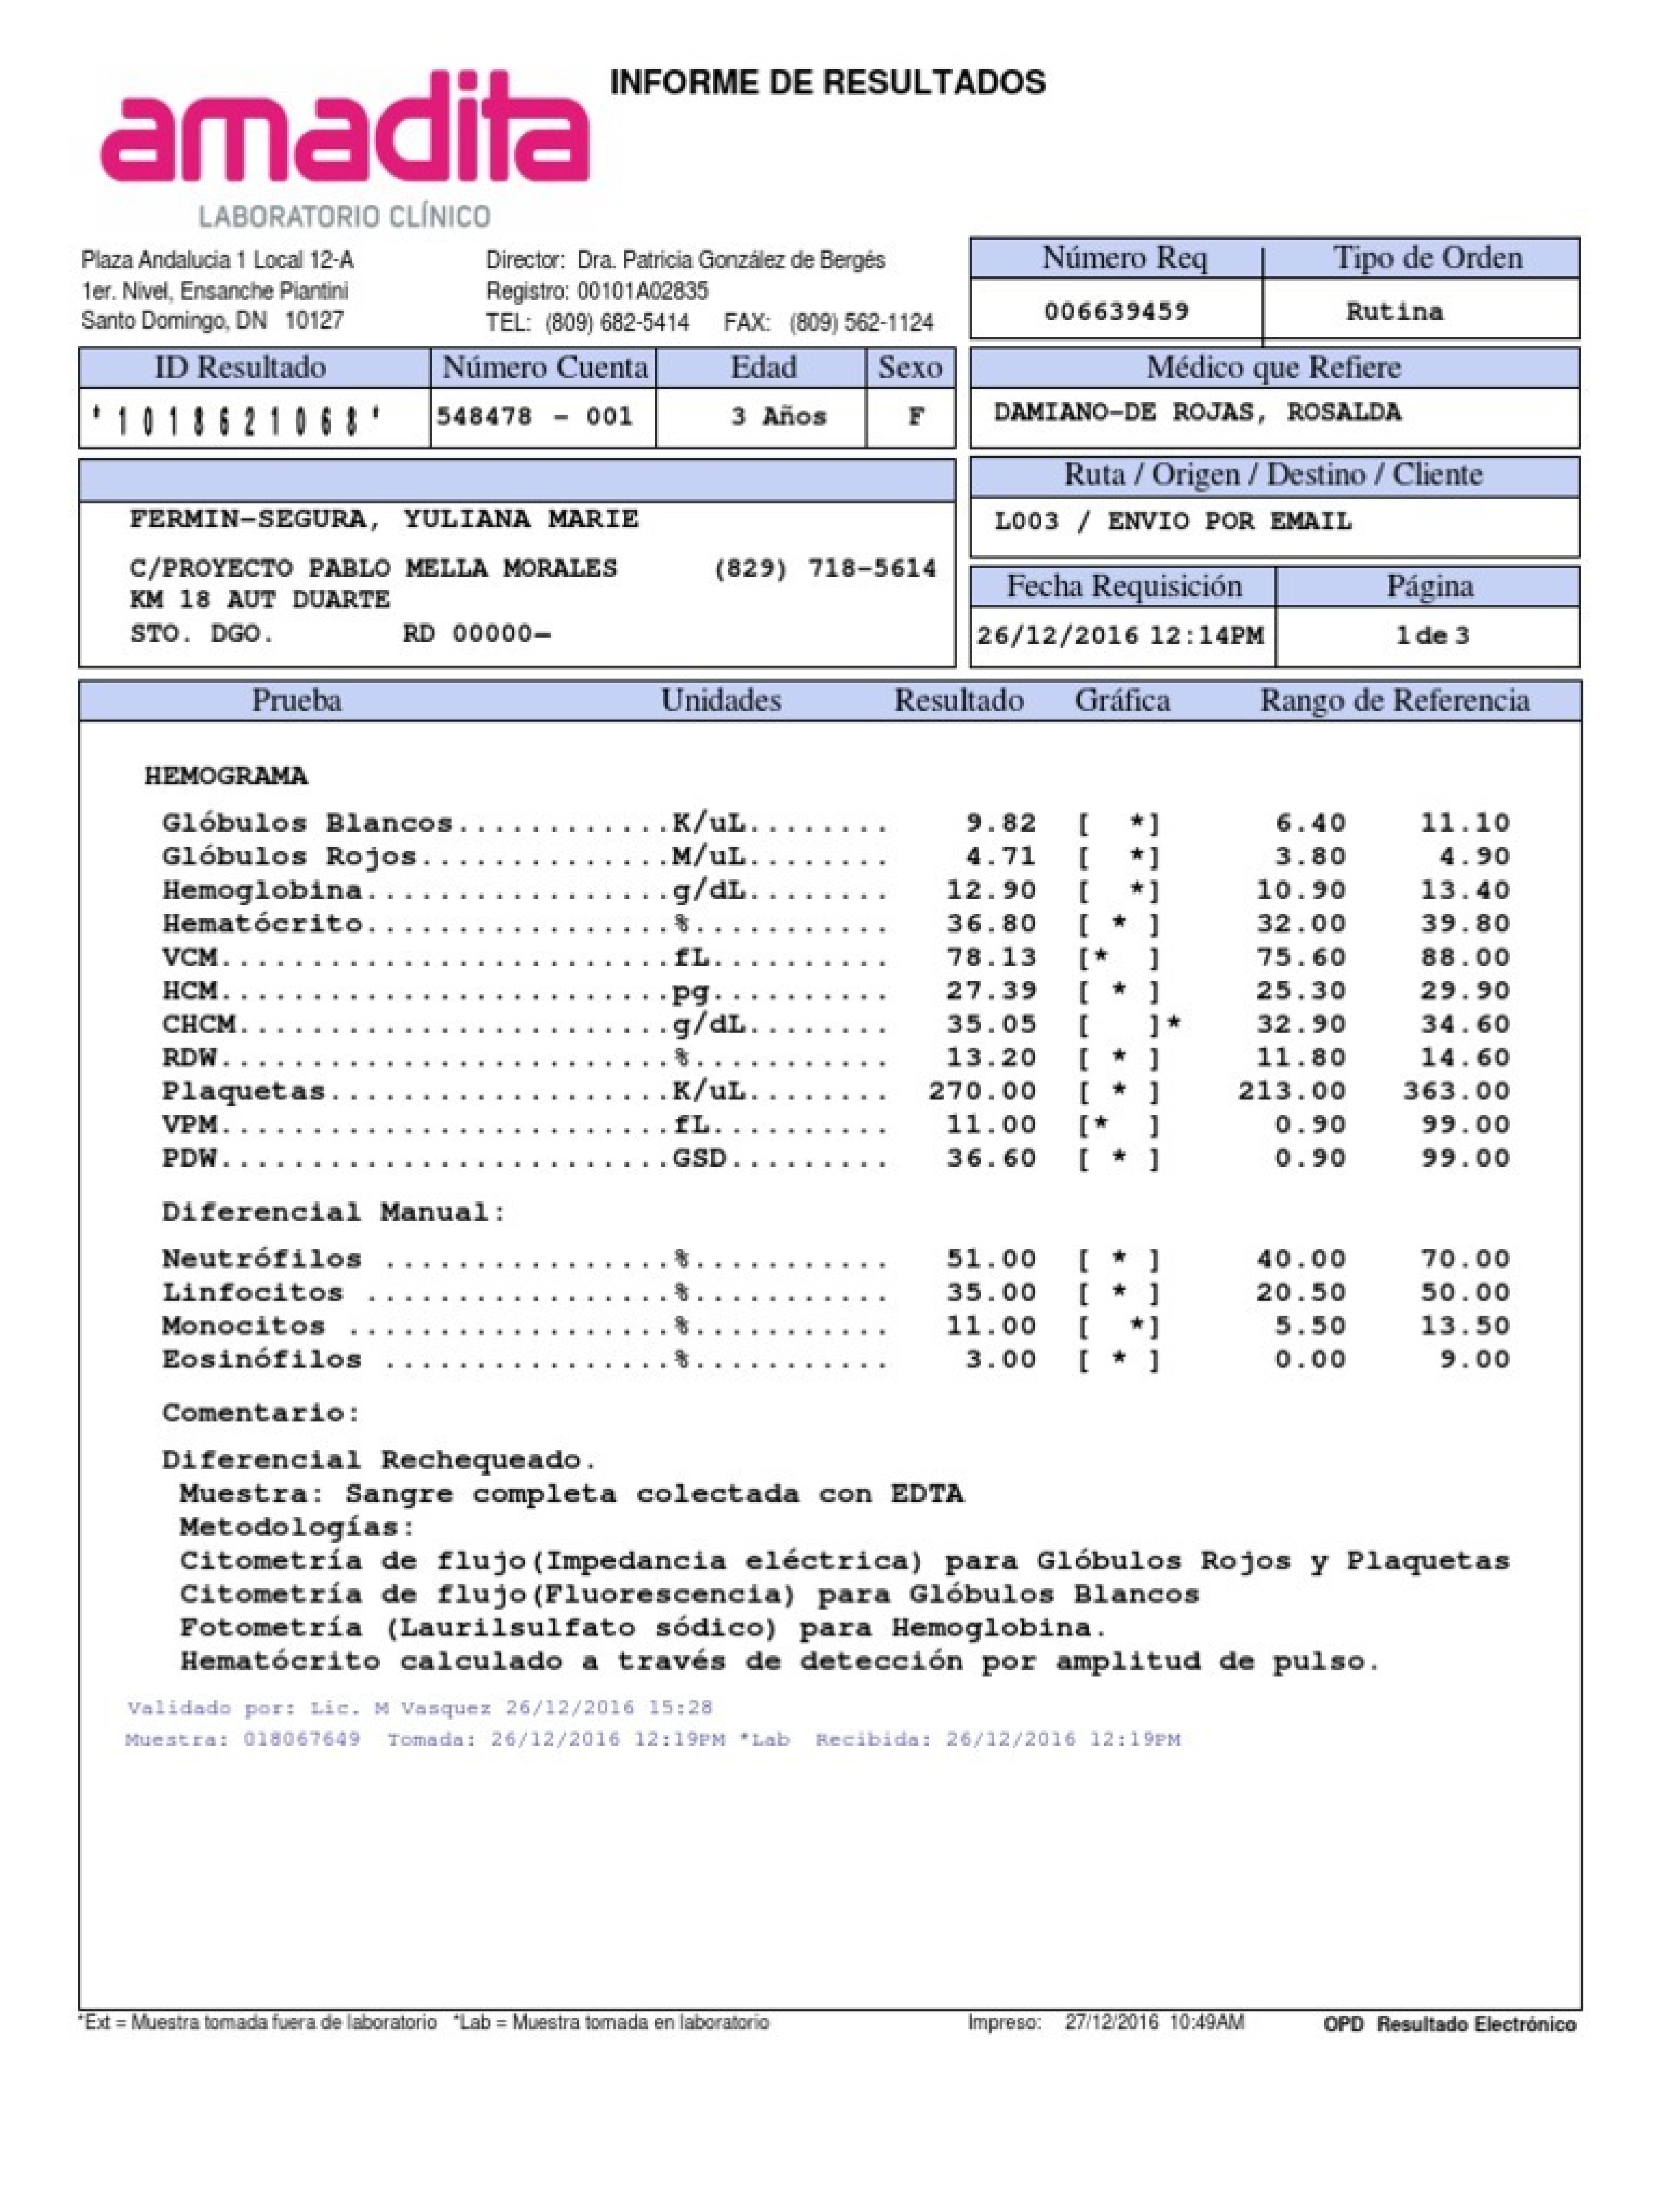 INFORME DE RESULTADOS
amadita
LABORATORIO CLÍNICO
Plaza Andalucia 1 Local 12-A
1er. Nivel, Ensanche Piantini
Santo Domingo, DN 10127
Director: Dra. Patricia González de Bergés
Registro: 00101A02835
TEL: (809) 682-5414 FAX: (809) 562-1124
Número Req Tipo de Orden
006639459 Rutina
ID Resultado Número Cuenta Edad Sexo
*1018621068* 548478 - 001 3 Años F
Médico que Refiere
DAMIANO-DE ROJAS, ROSALDA
FERMIN-SEGURA, YULIANA MARIE
C/PROYECTO PABLO MELLA MORALES (829) 718-5614
KM 18 AUT DUARTE
STO. DGO. RD 00000-
Ruta / Origen / Destino / Cliente
L003 / ENVIO POR EMAIL
Fecha Requisición Página
26/12/2016 12:14PM 1 de 3
Prueba Unidades Resultado Gráfica Rango de Referencia
HEMOGRAMA
Glóbulos Blancos............K/uL........ 9.82 [  *] 6.40 11.10
Glóbulos Rojos..............M/uL........ 4.71 [  *] 3.80 4.90
Hemoglobina.................g/dL........ 12.90 [  *] 10.90 13.40
Hematócrito.................%........... 36.80 [ * ] 32.00 39.80
VCM.........................fL.......... 78.13 [*  ] 75.60 88.00
HCM.........................pg.......... 27.39 [ * ] 25.30 29.90
CHCM........................g/dL........ 35.05 [   ]* 32.90 34.60
RDW.........................%........... 13.20 [ * ] 11.80 14.60
Plaquetas...................K/uL........ 270.00 [ * ] 213.00 363.00
VPM.........................fL.......... 11.00 [*  ] 0.90 99.00
PDW.........................GSD......... 36.60 [ * ] 0.90 99.00
Diferencial Manual:
Neutrófilos ................%........... 51.00 [ * ] 40.00 70.00
Linfocitos .................%........... 35.00 [ * ] 20.50 50.00
Monocitos ..................%........... 11.00 [  *] 5.50 13.50
Eosinófilos ................%........... 3.00 [ * ] 0.00 9.00
Comentario:
Diferencial Rechequeado.
Muestra: Sangre completa colectada con EDTA
Metodologías:
Citometría de flujo(Impedancia eléctrica) para Glóbulos Rojos y Plaquetas
Citometría de flujo(Fluorescencia) para Glóbulos Blancos
Fotometría (Laurilsulfato sódico) para Hemoglobina.
Hematócrito calculado a través de detección por amplitud de pulso.
Validado por: Lic. M Vasquez 26/12/2016 15:28
Muestra: 018067649 Tomada: 26/12/2016 12:19PM *Lab Recibida: 26/12/2016 12:19PM
*Ext = Muestra tomada fuera de laboratorio *Lab = Muestra tomada en laboratorio Impreso: 27/12/2016 10:49AM OPD Resultado Electrónico